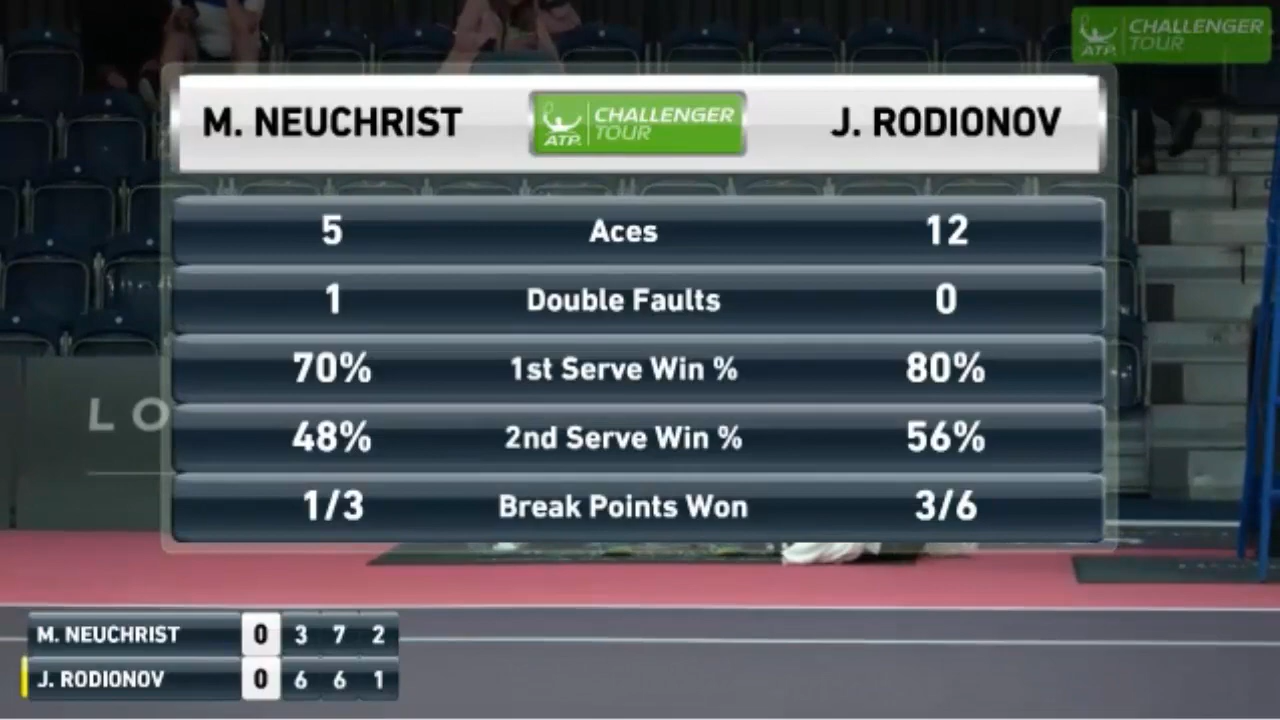 CHALLENGER
ATP TOUR
M. NEUCHRIST
CHALLENGER
ATP. TOUR
J. RODIONOV
5 Aces 12
1 Double Faults 0
70% 1st Serve Win % 80%
48% 2nd Serve Win % 56%
1/3 Break Points Won 3/6
LO
M. NEUCHRIST 0 3 7 2
J. RODIONOV 0 6 6 1